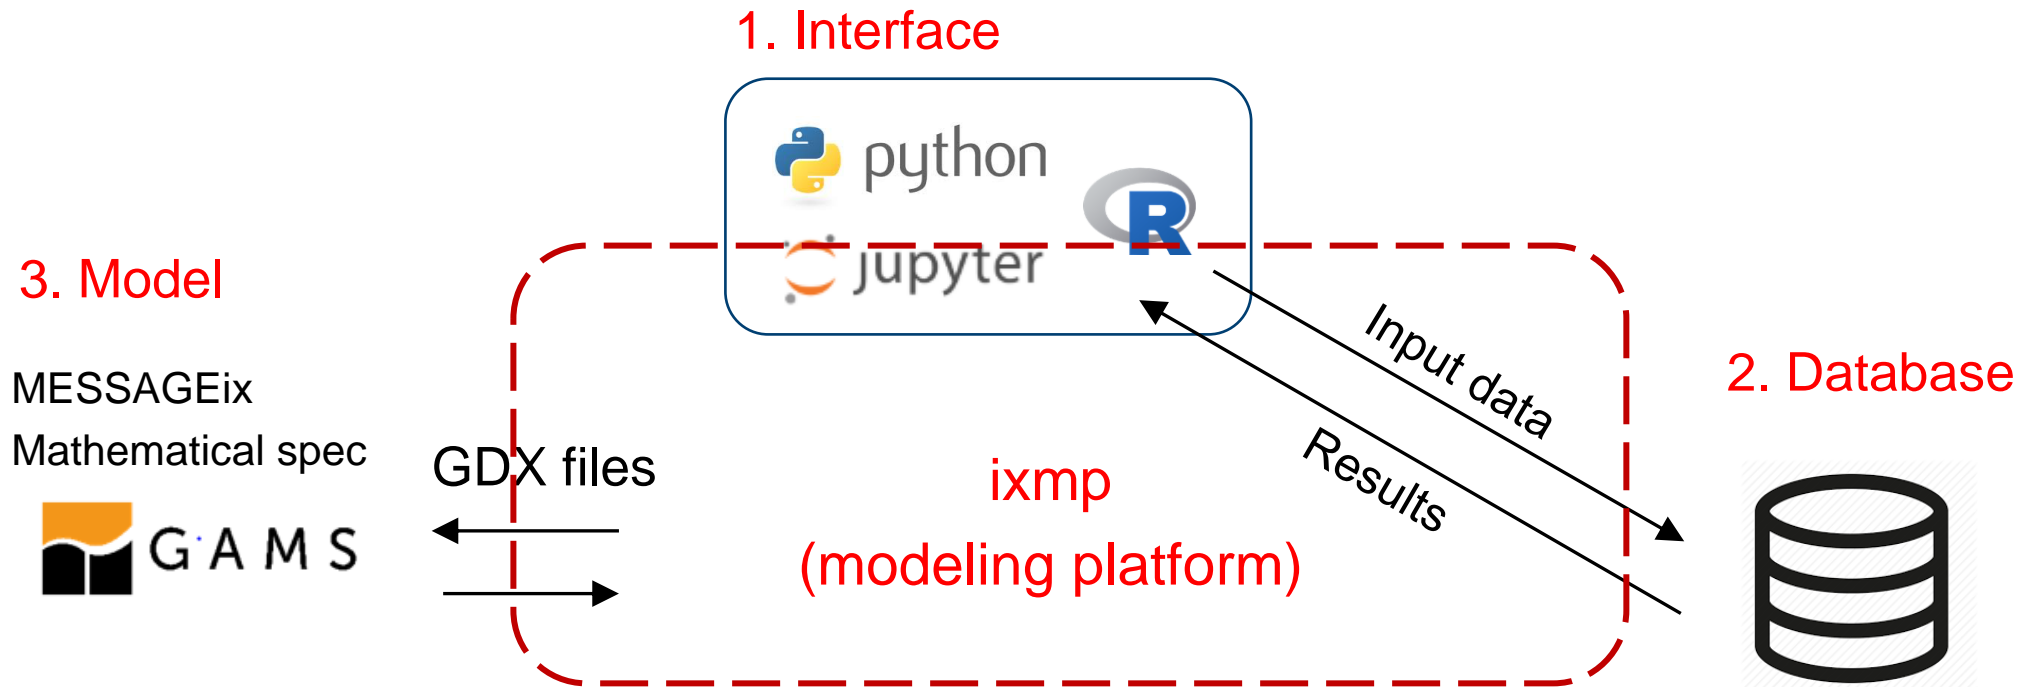 1. Interface
python
R
jupyter
3. Model
MESSAGEix
Mathematical spec
GAMS
GDX files
ixmp
(modeling platform)
Input data
Results
2. Database